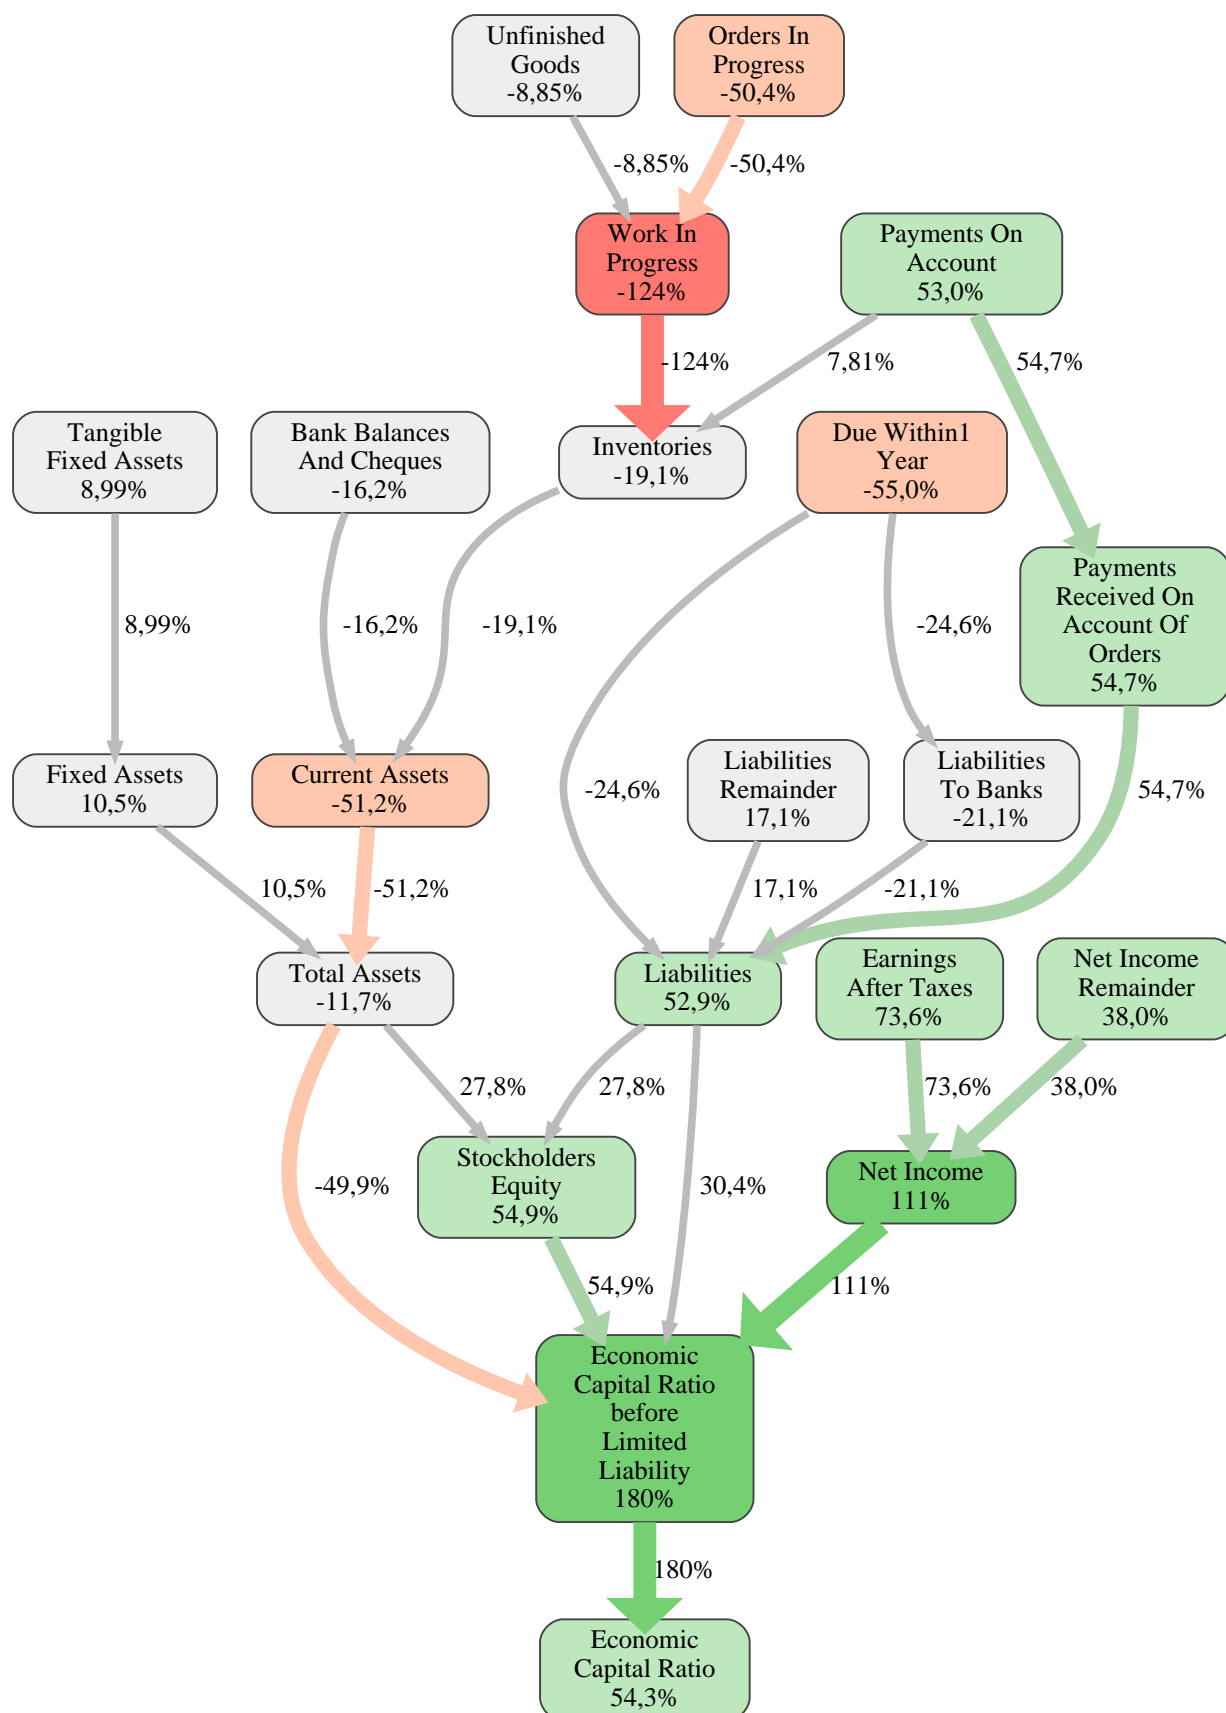 Unfinished
Goods
-8,85%
Orders In
Progress
-50,4%
-8,85%
-50,4%
Work In
Progress
-124%
Payments On
Account
53,0%
-124%
7,81%
54,7%
Tangible
Fixed Assets
8,99%
Bank Balances
And Cheques
-16,2%
Inventories
-19,1%
Due Within1
Year
-55,0%
Payments
Received On
Account Of
Orders
54,7%
8,99%
-16,2%
-19,1%
-24,6%
Fixed Assets
10,5%
Current Assets
-51,2%
-24,6%
Liabilities
Remainder
17,1%
Liabilities
To Banks
-21,1%
54,7%
10,5%
-51,2%
17,1%
-21,1%
Total Assets
-11,7%
Liabilities
52,9%
Earnings
After Taxes
73,6%
Net Income
Remainder
38,0%
27,8%
27,8%
73,6%
38,0%
-49,9%
Stockholders
Equity
54,9%
30,4%
Net Income
111%
54,9%
111%
Economic
Capital Ratio
before
Limited
Liability
180%
180%
Economic
Capital Ratio
54,3%